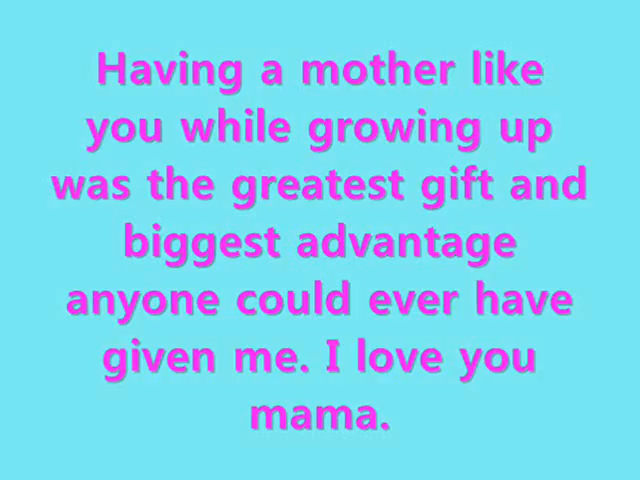 Having a mother like
you while growing up
was the greatest gift and
biggest advantage
anyone could ever have
given me. I love you
mama.